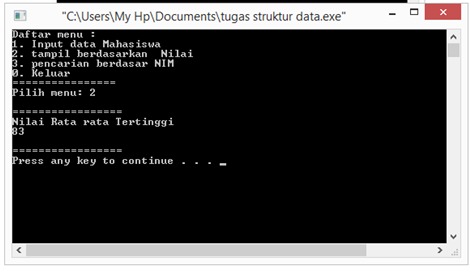 "C:\Users\My Hp\Documents\tugas struktur data.exe"
Daftar menu :
1. Input data Mahasiswa
2. tampil berdasarkan  Nilai
3. pencarian berdasar NIM
0. Keluar
================
Pilih menu: 2
=================
Nilai Rata rata Tertinggi
83
=================
Press any key to continue . . . _